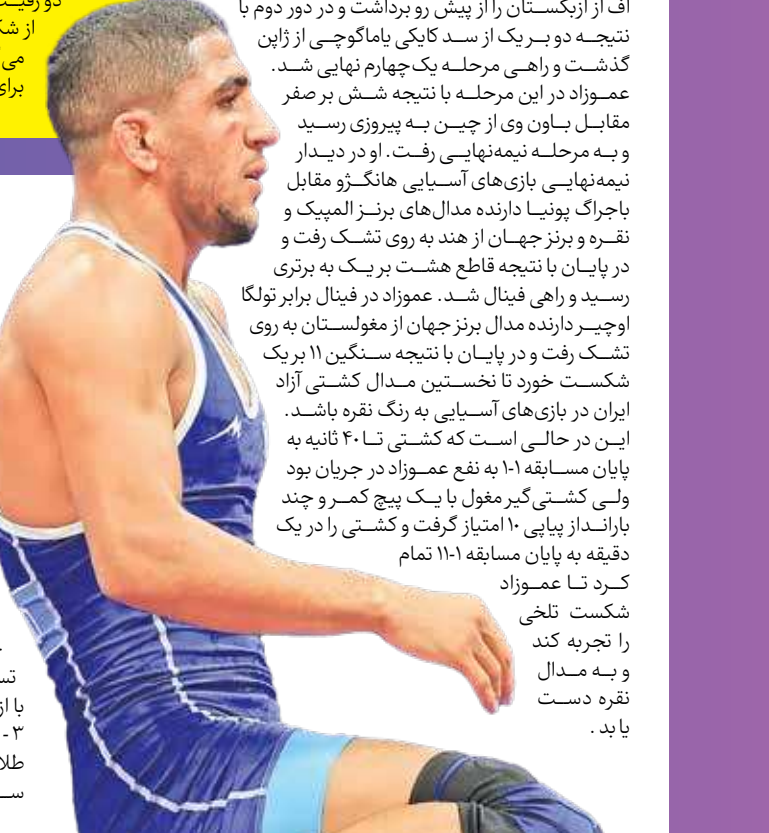 اف از ازبکستان را از پیش رو برداشت و در دور دوم با
نتیجه دو بر یک از سد کایکی یاماگوچی از ژاپن
گذشت و راهی مرحله یک‌چهارم نهایی شد.
عموزاد در این مرحله با نتیجه شش بر صفر
مقابل باون وی از چین به پیروزی رسید
و به مرحله نیمه‌نهایی رفت. او در دیدار
نیمه‌نهایی بازی‌های آسیایی هانگژو مقابل
باجراگ پونیا دارنده مدال‌های برنز المپیک و
نقره و برنز جهان از هند به روی تشک رفت و
در پایان با نتیجه قاطع هشت بر یک به برتری
رسید و راهی فینال شد. عموزاد در فینال برابر تولگا
اوچیر دارنده مدال برنز جهان از مغولستان به روی
تشک رفت و در پایان با نتیجه سنگین ۱۱ بر یک
شکست خورد تا نخستین مدال کشتی آزاد
ایران در بازی‌های آسیایی به رنگ نقره باشد.
این در حالی است که کشتی تا ۴۰ ثانیه به
پایان مسابقه ۱-۱ به نفع عموزاد در جریان بود
ولی کشتی‌گیر مغول با یک پیچ کمر و چند
بارانداز پیاپی ۱۰ امتیاز گرفت و کشتی را در یک
دقیقه به پایان مسابقه ۱-۱۱ تمام
کرد تا عموزاد
شکست تلخی
را تجربه کند
و به مدال
نقره دست
یابد .
از
می
برای
با از
۳ -